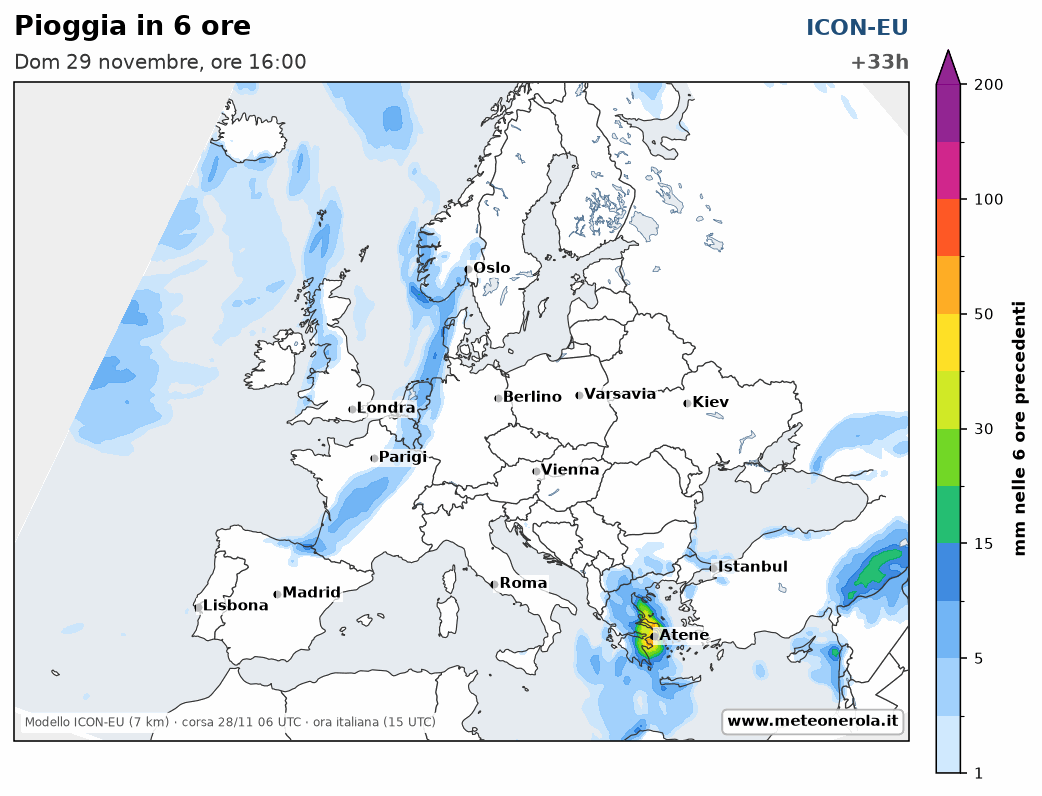 Pioggia in 6 ore
ICON-EU
Dom 29 novembre, ore 16:00
+33h
200
100
50
30
15
5
1
mm nelle 6 ore precedenti
Oslo
Londra
Berlino
Varsavia
Kiev
Parigi
Vienna
Istanbul
Roma
Madrid
Lisbona
Atene
Modello ICON-EU (7 km) · corsa 28/11 06 UTC · ora italiana (15 UTC)
www.meteonerola.it